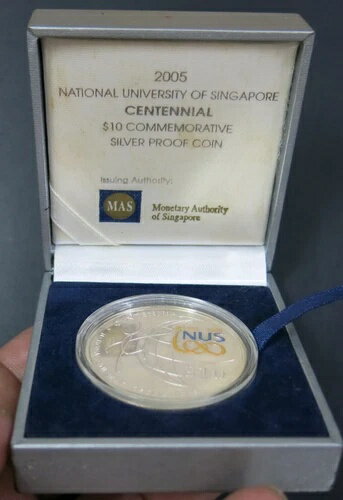 2005
NATIONAL UNIVERSITY OF SINGAPORE
CENTENNIAL
$10 COMMEMORATIVE
SILVER PROOF COIN
Issuing Authority:
MAS
Monetary Authority
of Singapore
NUS
$10